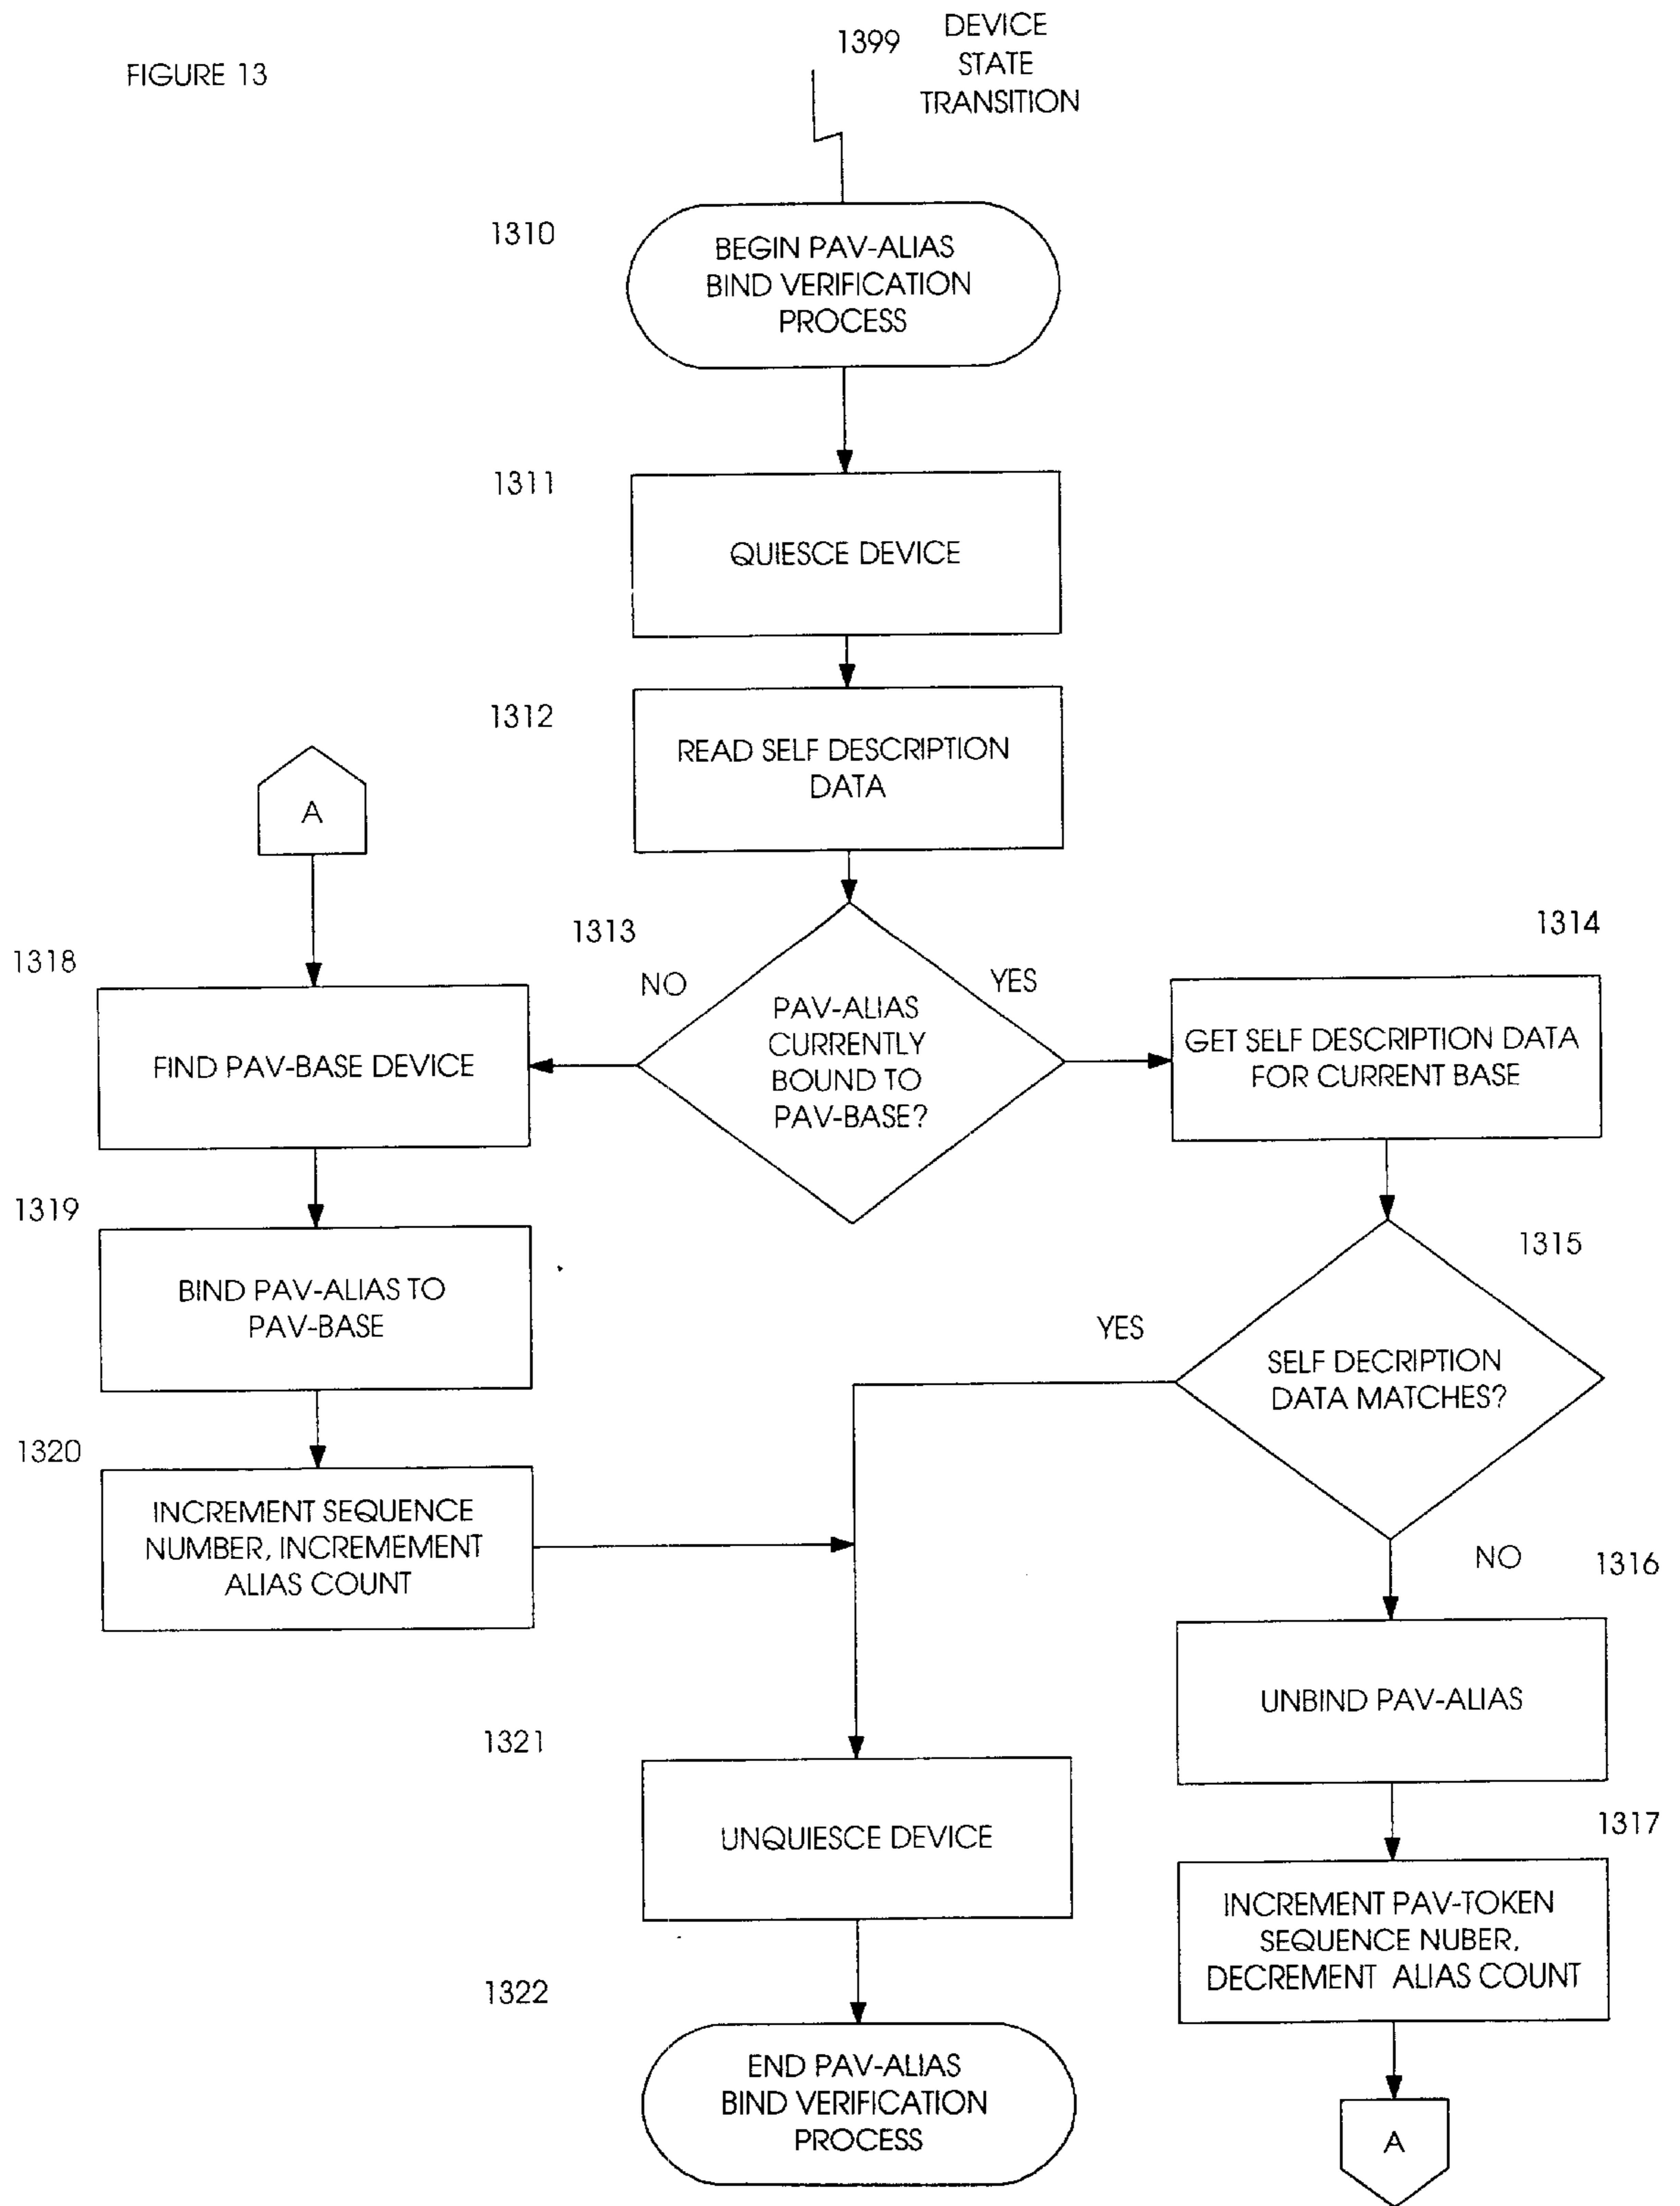 FIGURE 13
1399
DEVICE
STATE
TRANSITION
1310
BEGIN PAV-ALIAS
BIND VERIFICATION
PROCESS
1311
QUIESCE DEVICE
1312
READ SELF DESCRIPTION
DATA
A
1313
NO
YES
PAV-ALIAS
CURRENTLY
BOUND TO
PAV-BASE?
1314
GET SELF DESCRIPTION DATA
FOR CURRENT BASE
1318
FIND PAV-BASE DEVICE
1319
BIND PAV-ALIAS TO
PAV-BASE
1315
YES
SELF DECRIPTION
DATA MATCHES?
NO
1320
INCREMENT SEQUENCE
NUMBER, INCREMEMENT
ALIAS COUNT
1316
UNBIND PAV-ALIAS
1321
UNQUIESCE DEVICE
1317
INCREMENT PAV-TOKEN
SEQUENCE NUBER,
DECREMENT ALIAS COUNT
1322
END PAV-ALIAS
BIND VERIFICATION
PROCESS
A